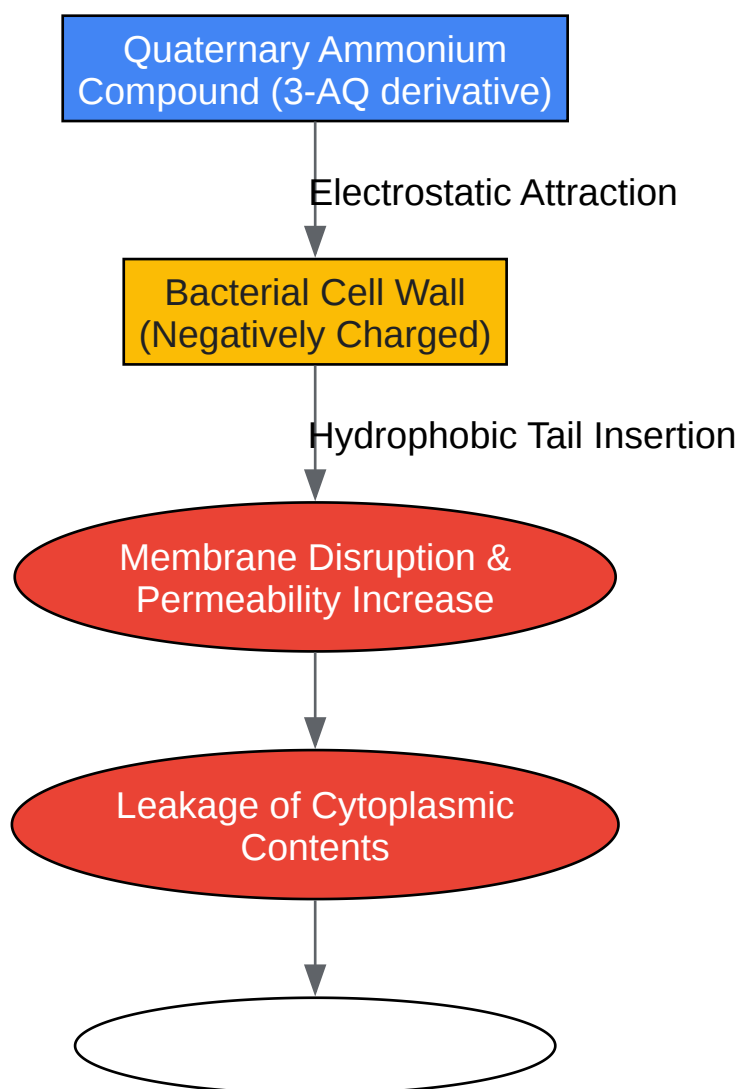 Quaternary Ammonium
Compound (3-AQ derivative)
Electrostatic Attraction
Bacterial Cell Wall
(Negatively Charged)
Hydrophobic Tail Insertion
Membrane Disruption &
Permeability Increase
Leakage of Cytoplasmic
Contents